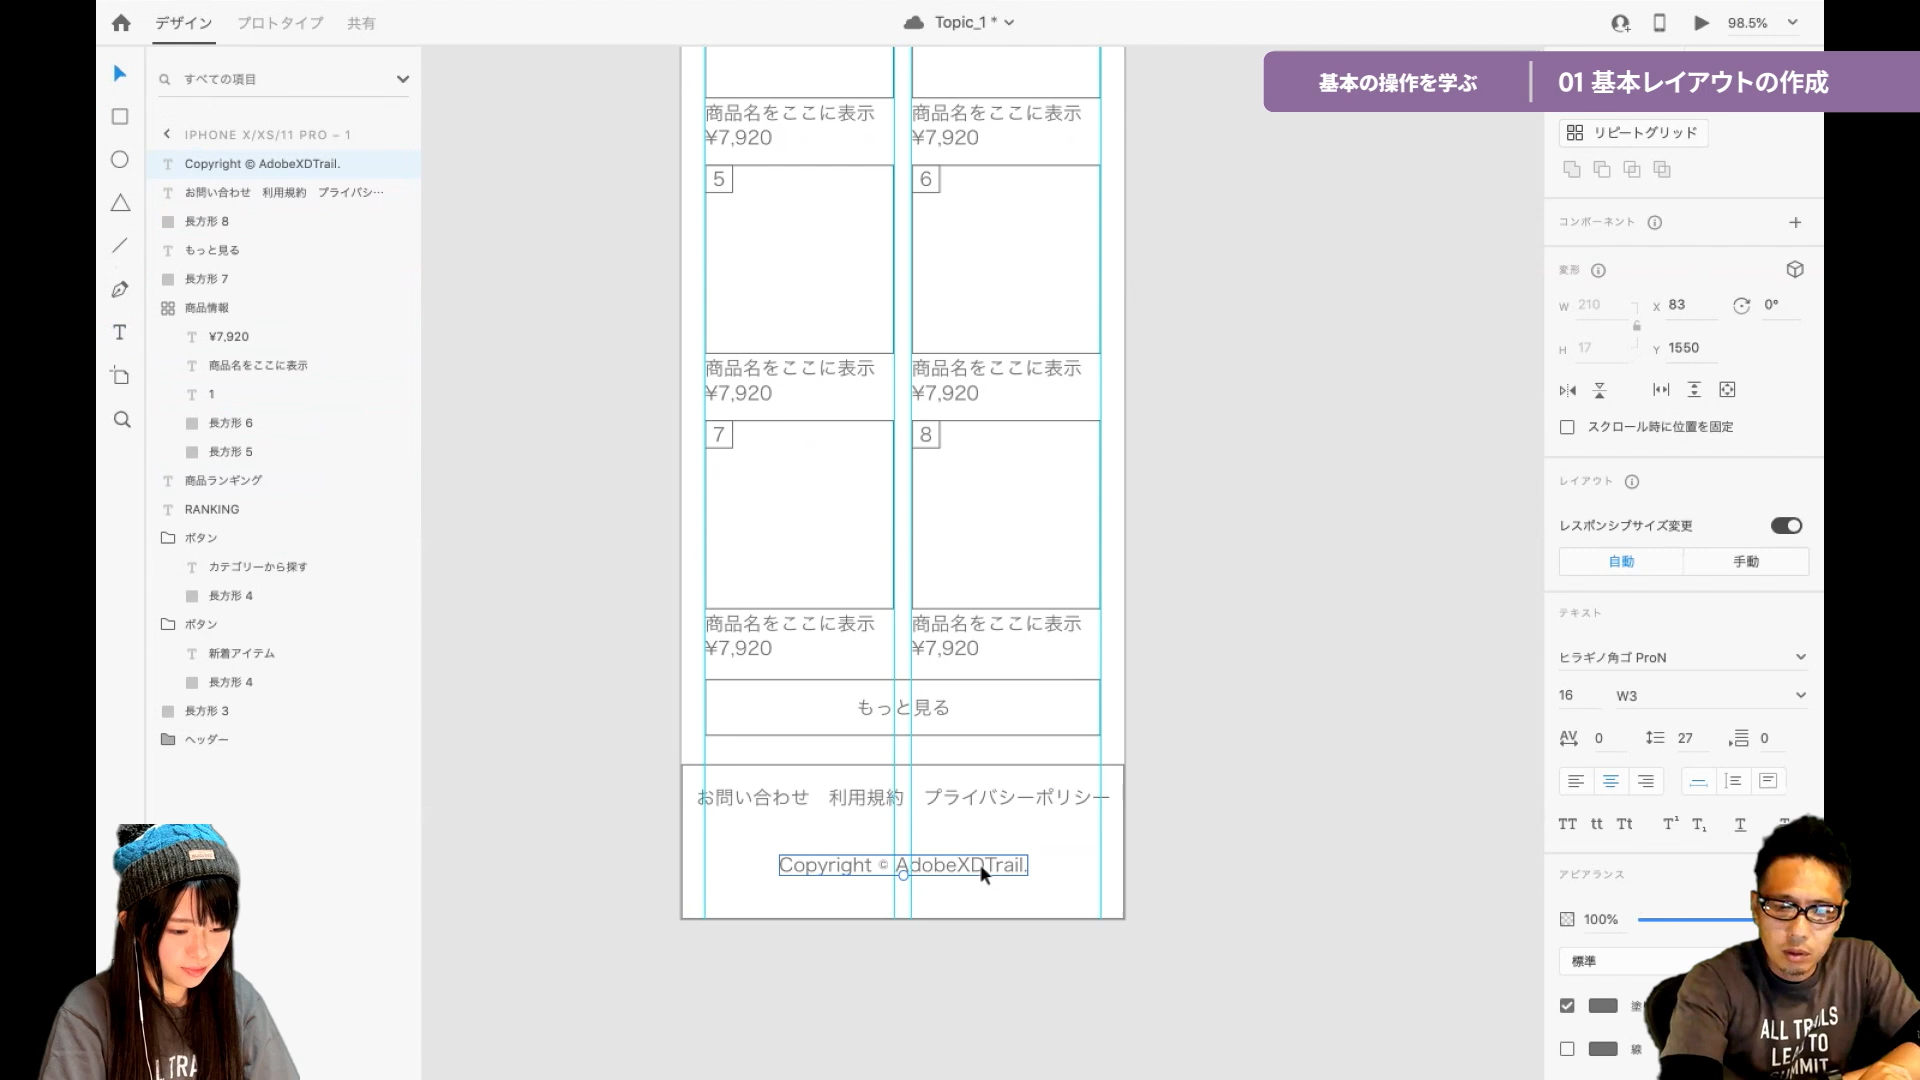 デザイン
プロトタイプ
共有
Topic_1 *
98.5%
基本の操作を学ぶ
01 基本レイアウトの作成
すべての項目
IPHONE X/XS/11 PRO – 1
Copyright © AdobeXDTrail.
お問い合わせ 利用規約 プライバシ…
長方形 8
もっと見る
長方形 7
商品情報
¥7,920
商品名をここに表示
1
長方形 6
長方形 5
商品ランキング
RANKING
ボタン
カテゴリーから探す
長方形 4
ボタン
新着アイテム
長方形 4
長方形 3
ヘッダー
商品名をここに表示 商品名をここに表示
¥7,920 ¥7,920
5 6
商品名をここに表示 商品名をここに表示
¥7,920 ¥7,920
7 8
商品名をここに表示 商品名をここに表示
¥7,920 ¥7,920
もっと見る
お問い合わせ 利用規約 プライバシーポリシー
Copyright © AdobeXDTrail.
リピートグリッド
コンポーネント
変形
W 210 X 83 0°
H 17 Y 1550
スクロール時に位置を固定
レイアウト
レスポンシブサイズ変更
自動 手動
テキスト
ヒラギノ角ゴ ProN
16 W3
AV 0 27 0
TT tt Tt T¹ T₁ T
アピアランス
100%
標準
塗
線
ALL TRAILS
LEAD TO
SUMMIT